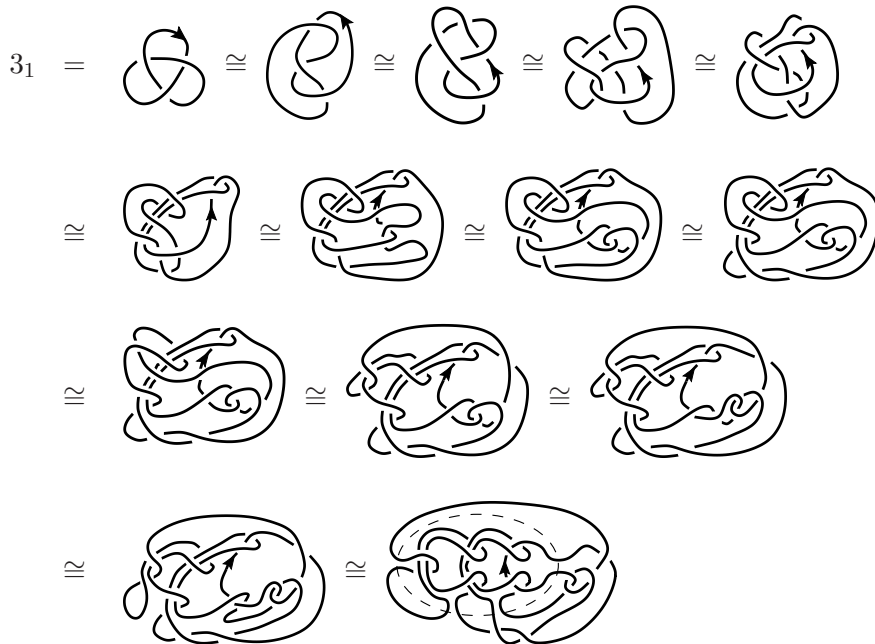 3₁ = ≅ ≅ ≅ ≅
≅ ≅ ≅ ≅
≅ ≅ ≅
≅ ≅